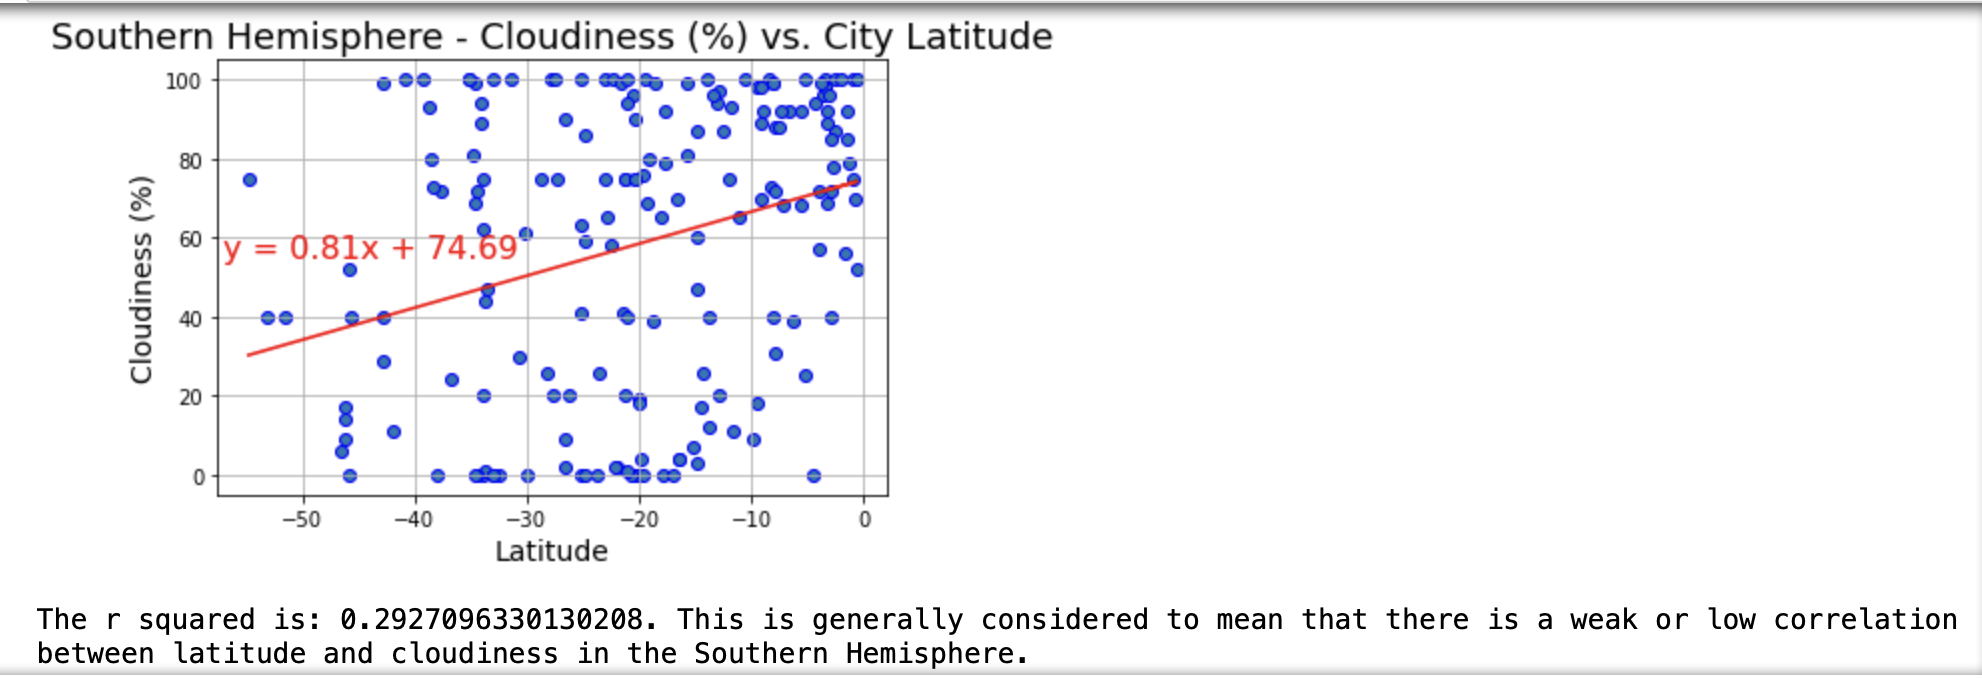 Southern Hemisphere - Cloudiness (%) vs. City Latitude
100
80
60
40
20
0
Cloudiness (%)
y = 0.81x + 74.69
−50 −40 −30 −20 −10 0
Latitude
The r squared is: 0.2927096330130208. This is generally considered to mean that there is a weak or low correlation
between latitude and cloudiness in the Southern Hemisphere.